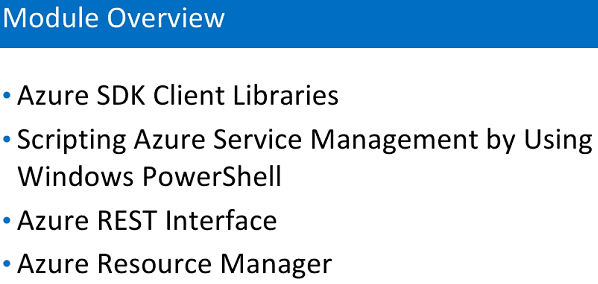 Module Overview
• Azure SDK Client Libraries
• Scripting Azure Service Management by Using
Windows PowerShell
• Azure REST Interface
• Azure Resource Manager